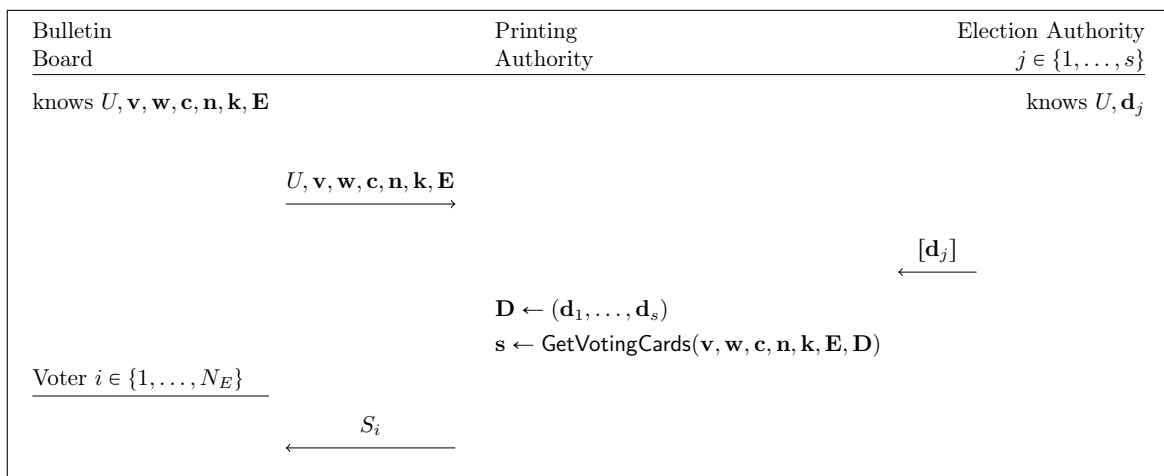 Bulletin Board
Printing Authority
Election Authority j ∈ {1, . . . , s}
knows U, v, w, c, n, k, E
knows U, d_j
U, v, w, c, n, k, E
[d_j]
D ← (d_1, . . . , d_s)
s ← GetVotingCards(v, w, c, n, k, E, D)
Voter i ∈ {1, . . . , N_E}
S_i